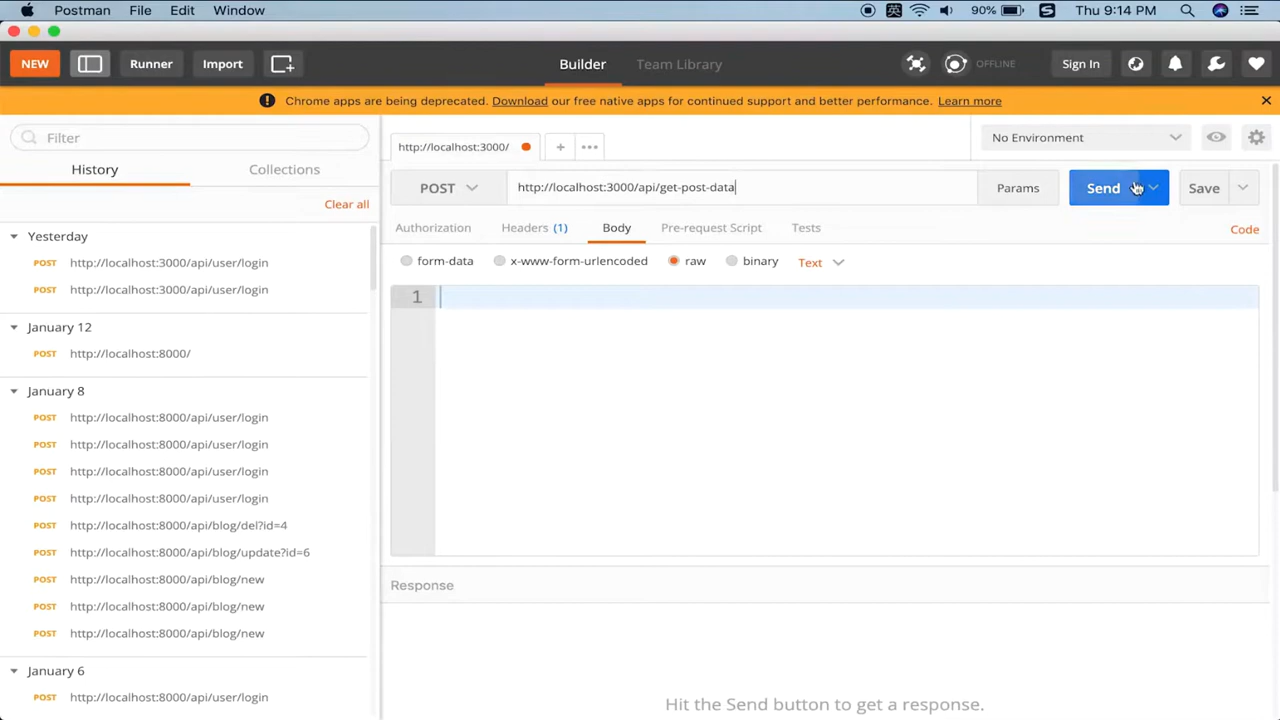 Postman File Edit Window 英 90% S Thu 9:14 PM
NEW Runner Import Builder Team Library OFFLINE Sign In
Chrome apps are being deprecated. Download our free native apps for continued support and better performance. Learn more
Filter
History Collections
Clear all
Yesterday
POST http://localhost:3000/api/user/login
POST http://localhost:3000/api/user/login
January 12
POST http://localhost:8000/
January 8
POST http://localhost:8000/api/user/login
POST http://localhost:8000/api/user/login
POST http://localhost:8000/api/user/login
POST http://localhost:8000/api/user/login
POST http://localhost:8000/api/blog/del?id=4
POST http://localhost:8000/api/blog/update?id=6
POST http://localhost:8000/api/blog/new
POST http://localhost:8000/api/blog/new
POST http://localhost:8000/api/blog/new
January 6
POST http://localhost:8000/api/user/login
http://localhost:3000/ + ••• No Environment
POST http://localhost:3000/api/get-post-data Params Send Save
Authorization Headers (1) Body Pre-request Script Tests Code
form-data x-www-form-urlencoded raw binary Text
1
Response
Hit the Send button to get a response.